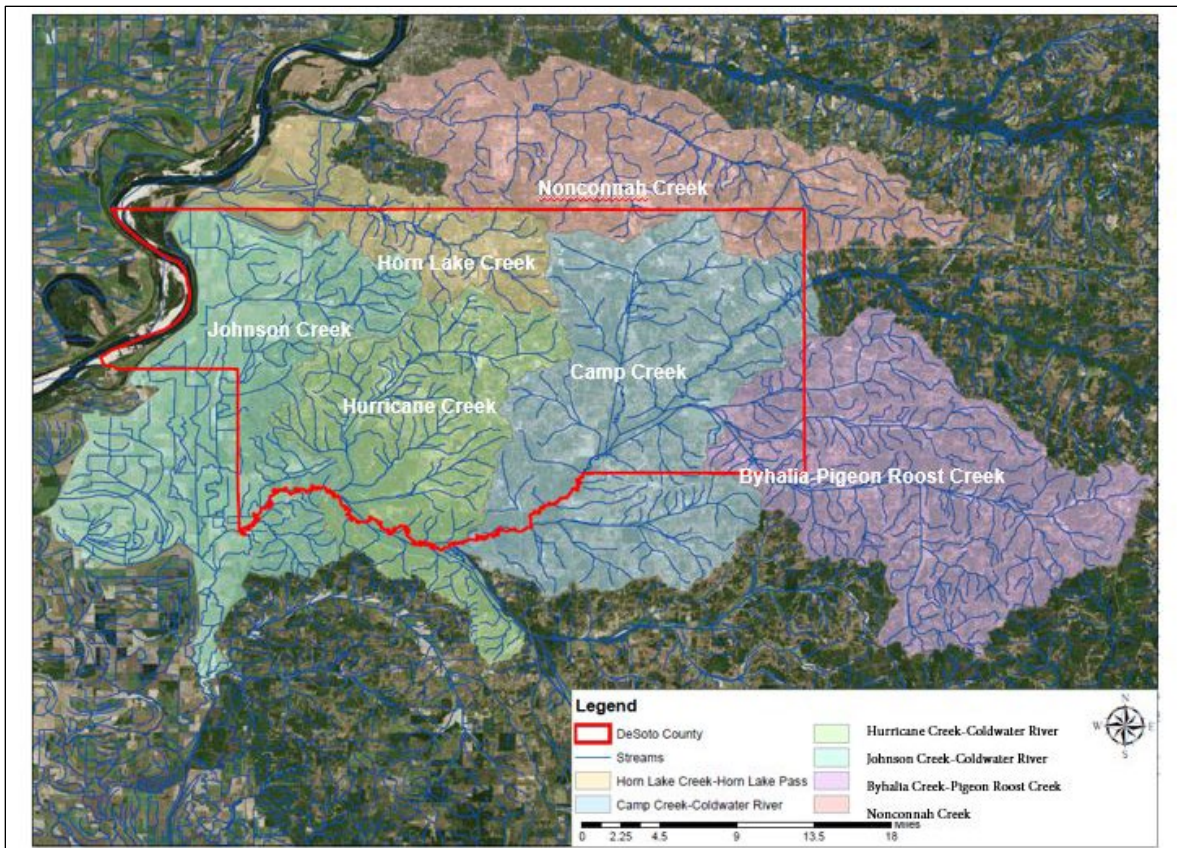 Nonconnah Creek
Horn Lake Creek
Johnson Creek
Camp Creek
Hurricane Creek
Byhalia-Pigeon Roost Creek
Legend
DeSoto County
Streams
Horn Lake Creek-Horn Lake Pass
Camp Creek-Coldwater River
Hurricane Creek-Coldwater River
Johnson Creek-Coldwater River
Byhalia Creek-Pigeon Roost Creek
Nonconnah Creek
N
W E
S
Miles
0 2.25 4.5 9 13.5 18